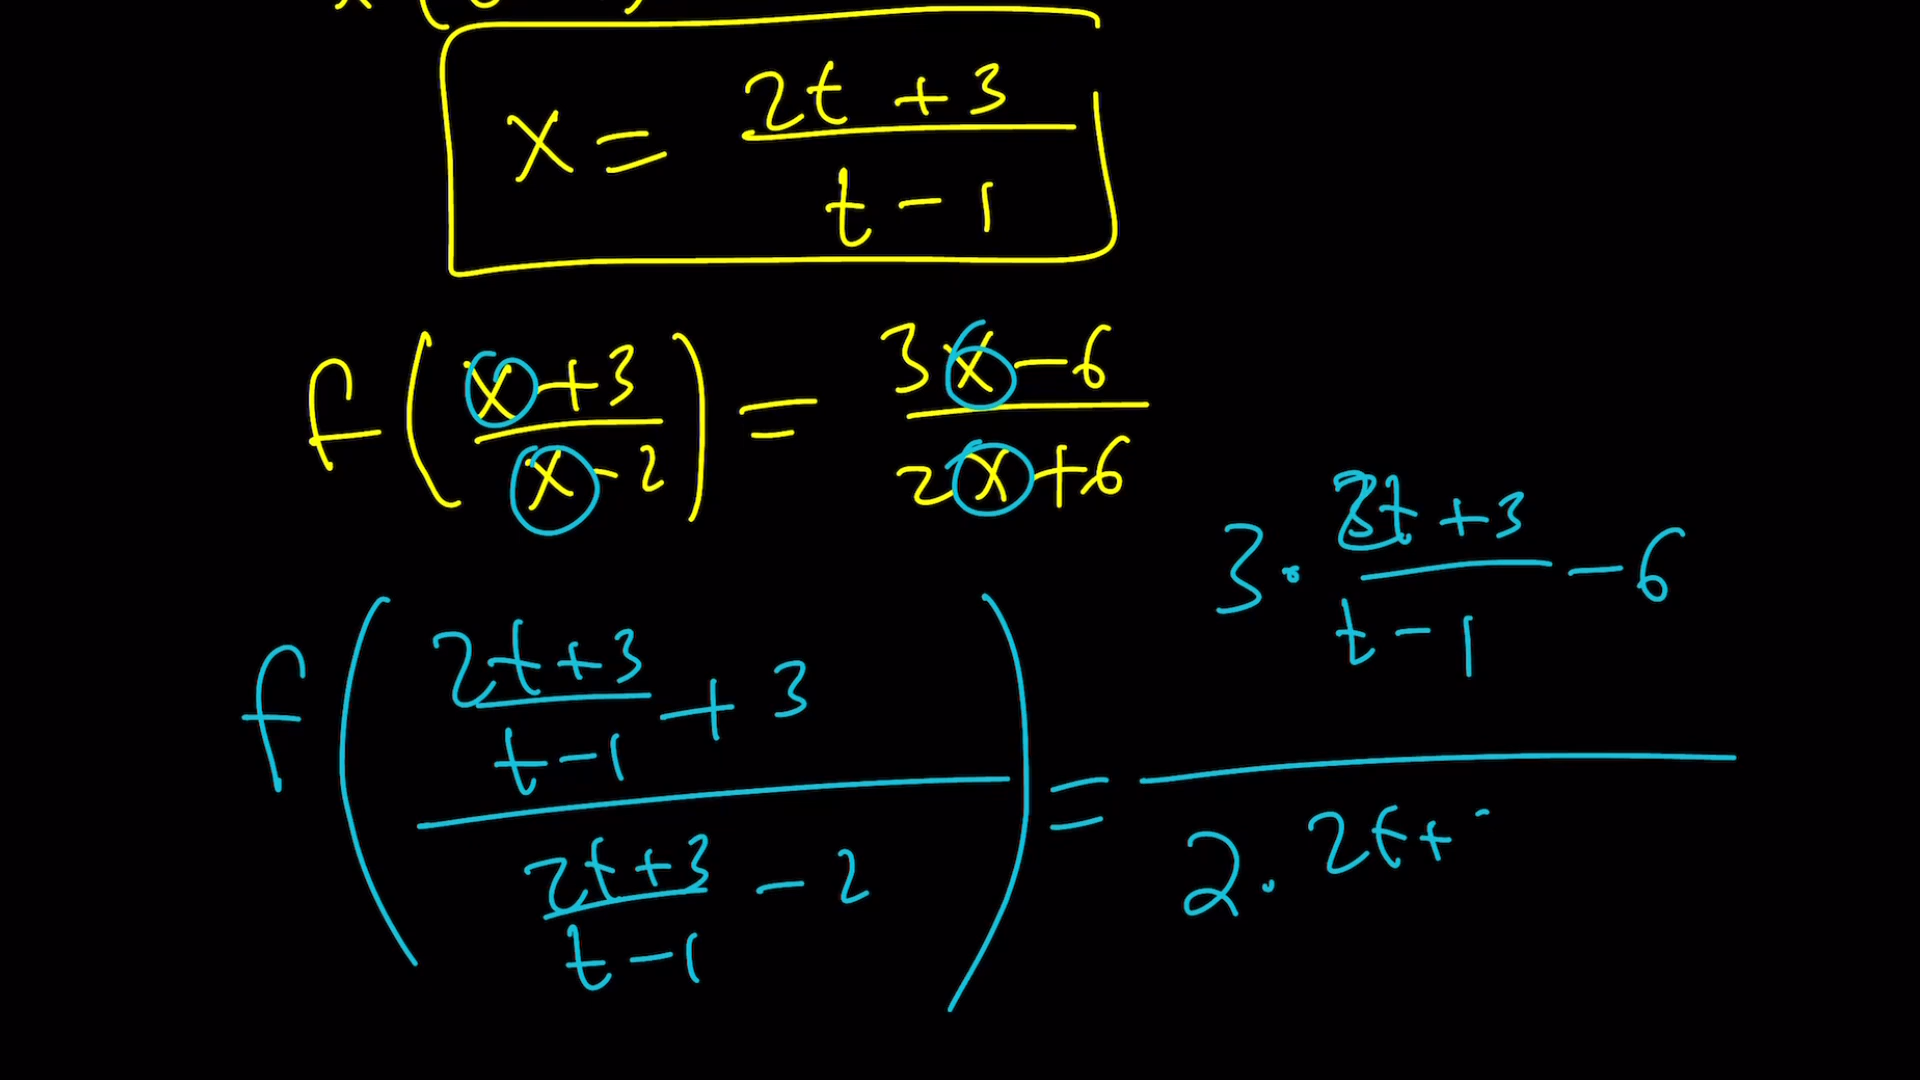 x = (2t + 3)/(t - 1)
f((x + 3)/(x - 2)) = (3x - 6)/(2x + 6)
f(((2t + 3)/(t - 1) + 3)/((2t + 3)/(t - 1) - 2)) = (3 · (2t + 3)/(t - 1) - 6)/(2 · 2t +